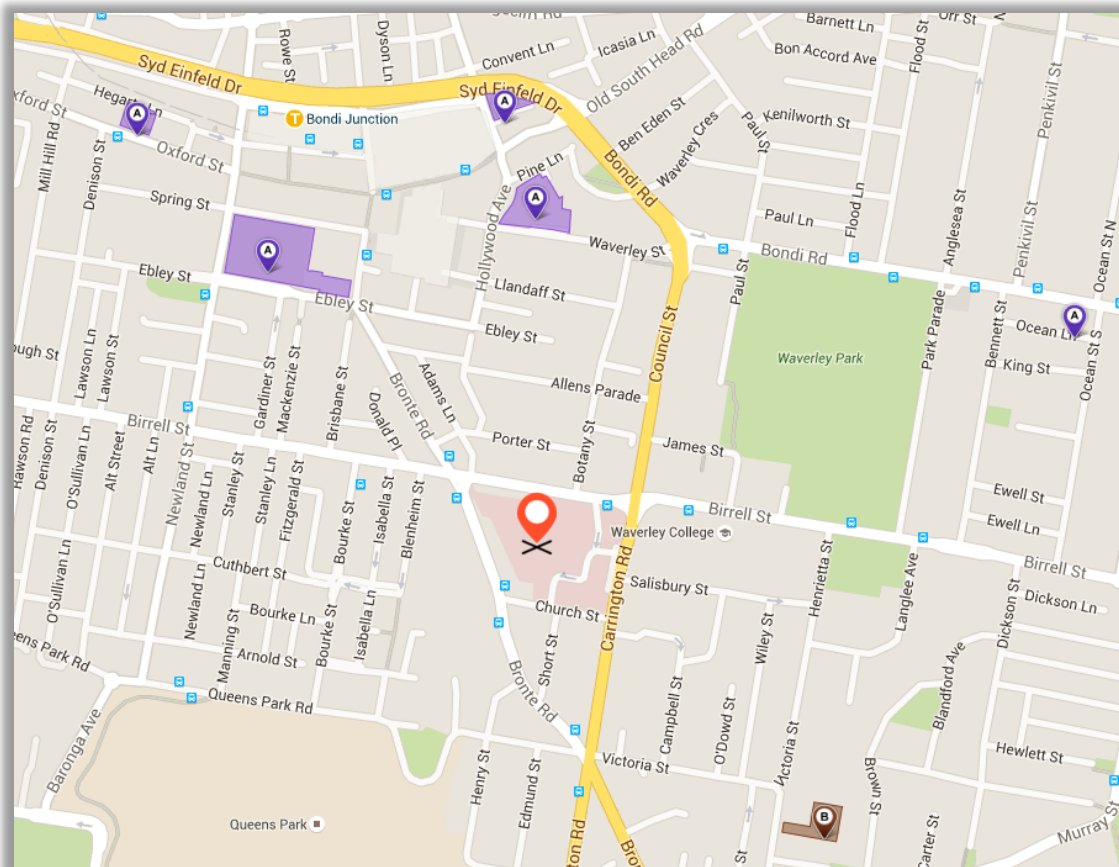 Rowe St
Dyson Ln
Convent Ln
Icasia Ln
Old South Head Rd
Barnett Ln
Orr St
Bon Accord Ave
Flood St
Penkivil St
Syd Einfeld Dr
Syd Einfeld Dr
Hegarty Ln
A
A
Oxford St
T
Bondi Junction
Kenilworth St
Mill Hill Rd
Denison St
Oxford St
Ben Eden St
Waverley Cres
Paul St
Pine Ln
Bondi Rd
Spring St
A
Hollywood Ave
Paul Ln
Flood Ln
Anglesea St
Penkivil St
Ocean St N
A
Waverley St
Bondi Rd
Ebley St
Ebley St
Llandaff St
Paul St
A
Ocean Ln
Ebley St
Council St
Park Parade
Bennett St
Waverley Park
King St
Ocean St S
ough St
Lawson Ln
Lawson St
Gardiner St
Mackenzie St
Brisbane St
Donald Pl
Bronte Rd
Adams Ln
Allens Parade
Birrell St
Porter St
Botany St
James St
Rawson Rd
Denison St
O'Sullivan Ln
Alt Street
Alt Ln
Newland St
Newland Ln
Stanley St
Stanley Ln
Fitzgerald St
Bourke St
Isabella St
Blenheim St
Ewell St
Birrell St
Ewell Ln
Waverley College
Birrell St
Cuthbert St
Carrington Rd
Salisbury St
Henrietta St
Langlee Ave
Dickson St
Dickson Ln
O'Sullivan Ln
Newland Ln
Bourke Ln
Bourke St
Isabella Ln
Church St
Short St
Wiley St
eens Park Rd
Manning St
Arnold St
Queens Park Rd
Bronte Rd
Campbell St
O'Dowd St
Victoria St
Blandford Ave
Baronga Ave
Henry St
Edmund St
Victoria St
Brown St
Hewlett St
Queens Park
B
Murray St
Carter St
ton Rd
Bro
St